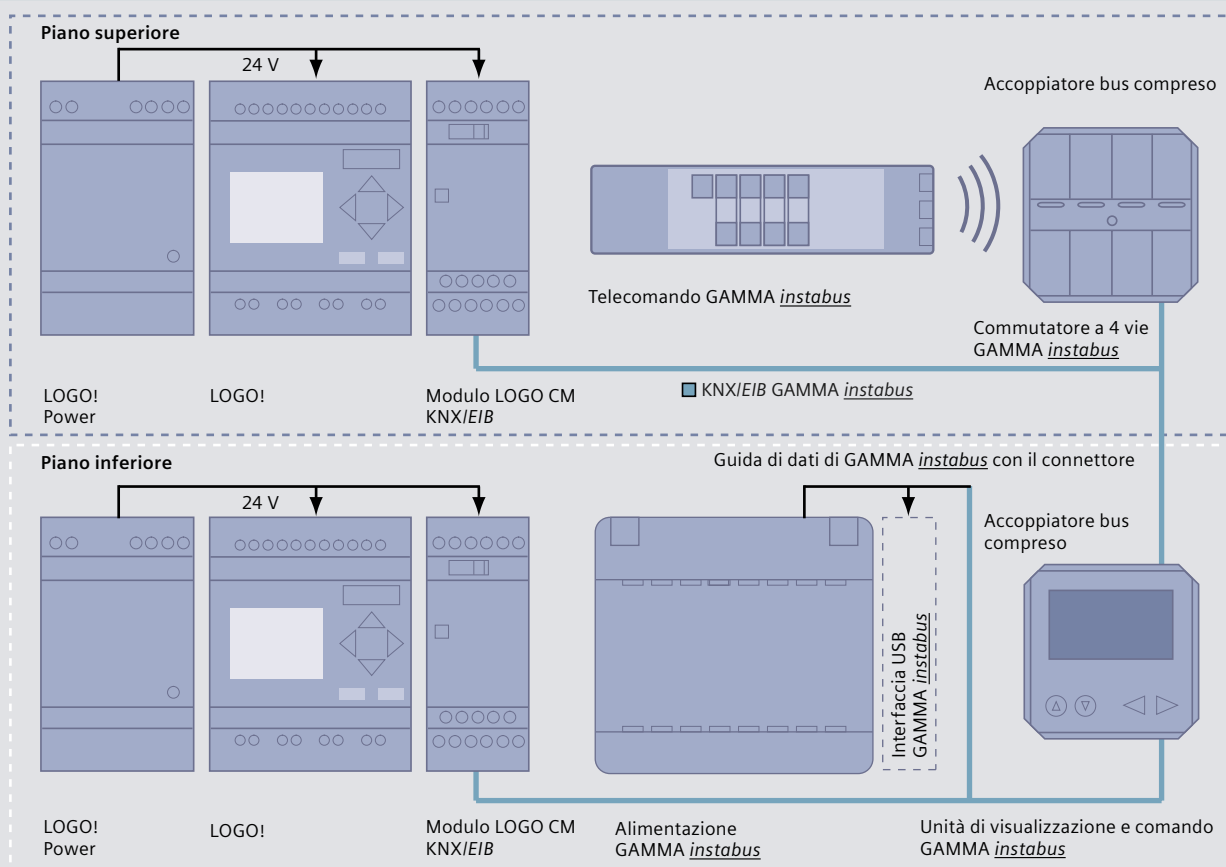 Piano superiore
24 V
Accoppiatore bus compreso
Telecomando GAMMA instabus
Commutatore a 4 vie
GAMMA instabus
KNX/EIB GAMMA instabus
LOGO!
Power
LOGO!
Modulo LOGO CM
KNX/EIB
Piano inferiore
Guida di dati di GAMMA instabus con il connettore
24 V
Accoppiatore bus
compreso
Interfaccia USB
GAMMA instabus
LOGO!
Power
LOGO!
Modulo LOGO CM
KNX/EIB
Alimentazione
GAMMA instabus
Unità di visualizzazione e comando
GAMMA instabus